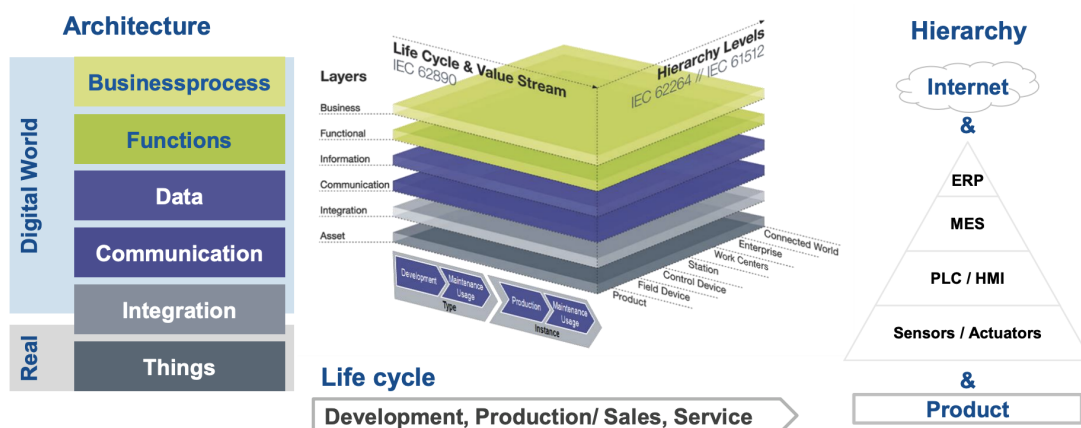 Architecture
Digital World
Businessprocess
Functions
Data
Communication
Integration
Real
Things
Life Cycle & Value Stream
IEC 62890
Hierarchy Levels
IEC 62264 // IEC 61512
Layers
Business
Functional
Information
Communication
Integration
Asset
Connected World
Enterprise
Work Centers
Station
Control Device
Field Device
Product
Development
Maintenance
Usage
Production
Maintenance
Usage
Type
Instance
Life cycle
Development, Production/ Sales, Service
Hierarchy
Internet
&
ERP
MES
PLC / HMI
Sensors / Actuators
&
Product